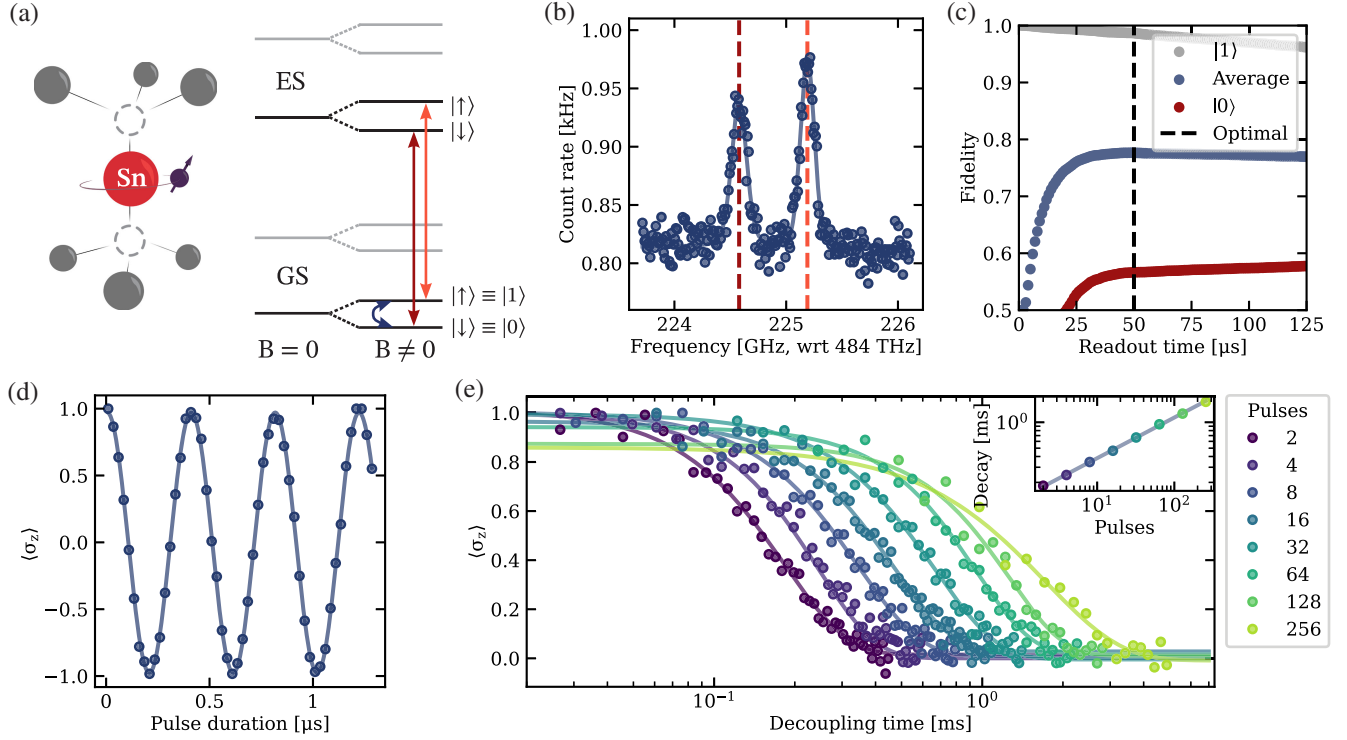 (a)
ES
|↑⟩
|↓⟩
Sn
GS
|↑⟩ ≡ |1⟩
|↓⟩ ≡ |0⟩
B = 0
B ≠ 0
(b)
1.00
0.95
0.90
0.85
0.80
Count rate [kHz]
224
225
226
Frequency [GHz, wrt 484 THz]
(c)
1.0
0.9
0.8
0.7
0.6
0.5
Fidelity
|1⟩
Average
|0⟩
Optimal
0
25
50
75
100
125
Readout time [μs]
(d)
1.0
0.5
0.0
−0.5
−1.0
⟨σz⟩
0
0.5
1
Pulse duration [μs]
(e)
1.0
0.8
0.6
0.4
0.2
0.0
⟨σz⟩
10⁻¹
10⁰
Decoupling time [ms]
Decay [ms]
10⁰
10¹
10²
Pulses
Pulses
2
4
8
16
32
64
128
256